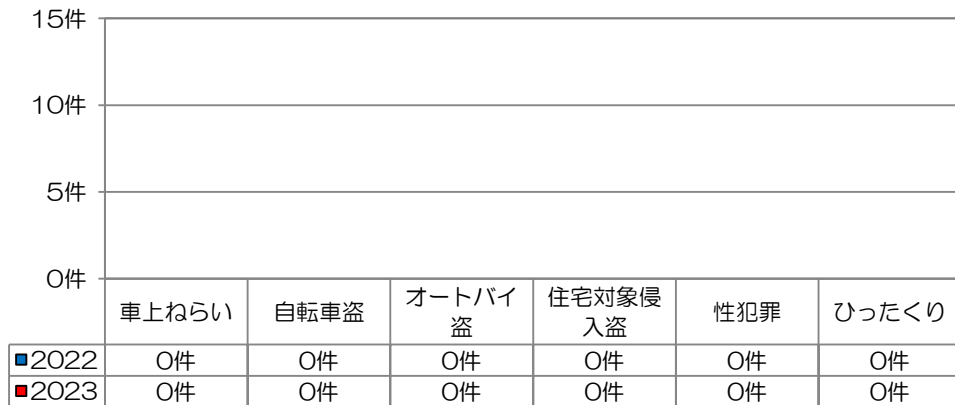 15件
10件
5件
0件
車上ねらい 自転車盗 オートバイ盗 住宅対象侵入盗 性犯罪 ひったくり
2022 0件 0件 0件 0件 0件 0件
2023 0件 0件 0件 0件 0件 0件